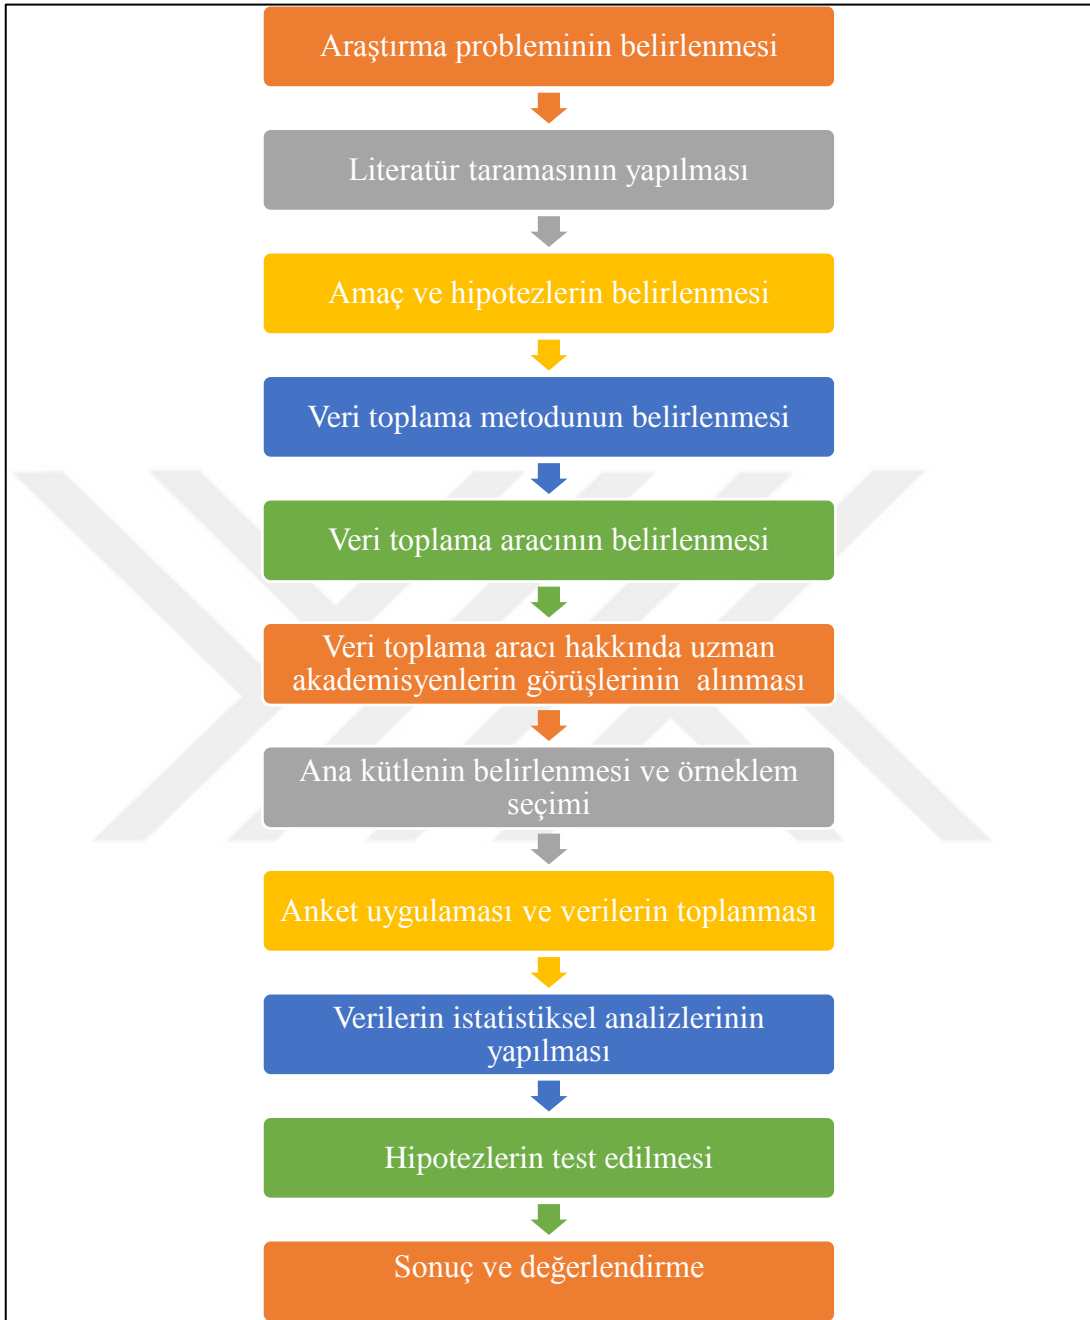 Araştırma probleminin belirlenmesi
Literatür taramasının yapılması
Amaç ve hipotezlerin belirlenmesi
Veri toplama metodunun belirlenmesi
Veri toplama aracının belirlenmesi
Veri toplama aracı hakkında uzman
akademisyenlerin görüşlerinin alınması
Ana kütlenin belirlenmesi ve örneklem
seçimi
Anket uygulaması ve verilerin toplanması
Verilerin istatistiksel analizlerinin
yapılması
Hipotezlerin test edilmesi
Sonuç ve değerlendirme